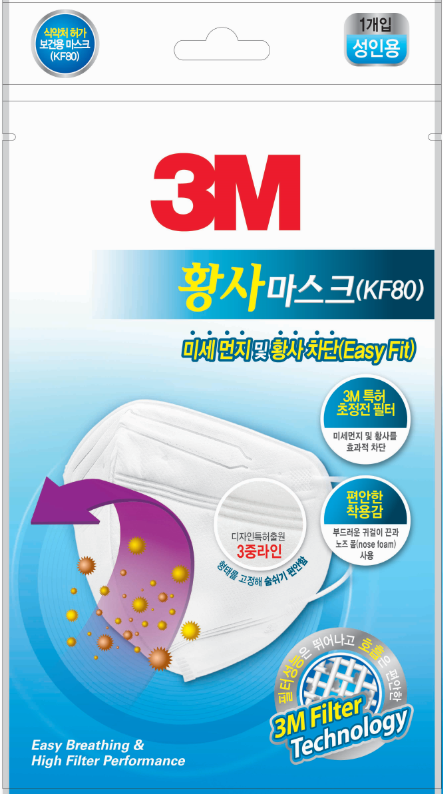 식약처 허가
보건용 마스크
(KF80)
1개입
성인용
3M
황사마스크(KF80)
미세 먼지 및 황사 차단(Easy Fit)
3M 특허
초정전 필터
미세먼지 및 황사를
효과적 차단
편안한
착용감
부드러운 귀걸이 끈과
노즈 폼(nose foam)
사용
디자인특허출원
3중라인
형태를 고정해 숨쉬기 편안함
필터성능은 뛰어나고 호흡은 편안한
3M Filter
Technology
Easy Breathing &
High Filter Performance